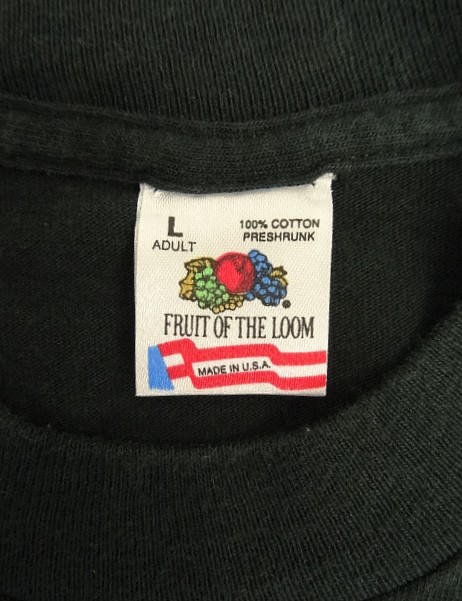 L
ADULT
100% COTTON
PRESHRUNK
®
FRUIT OF THE LOOM
MADE IN U.S.A.